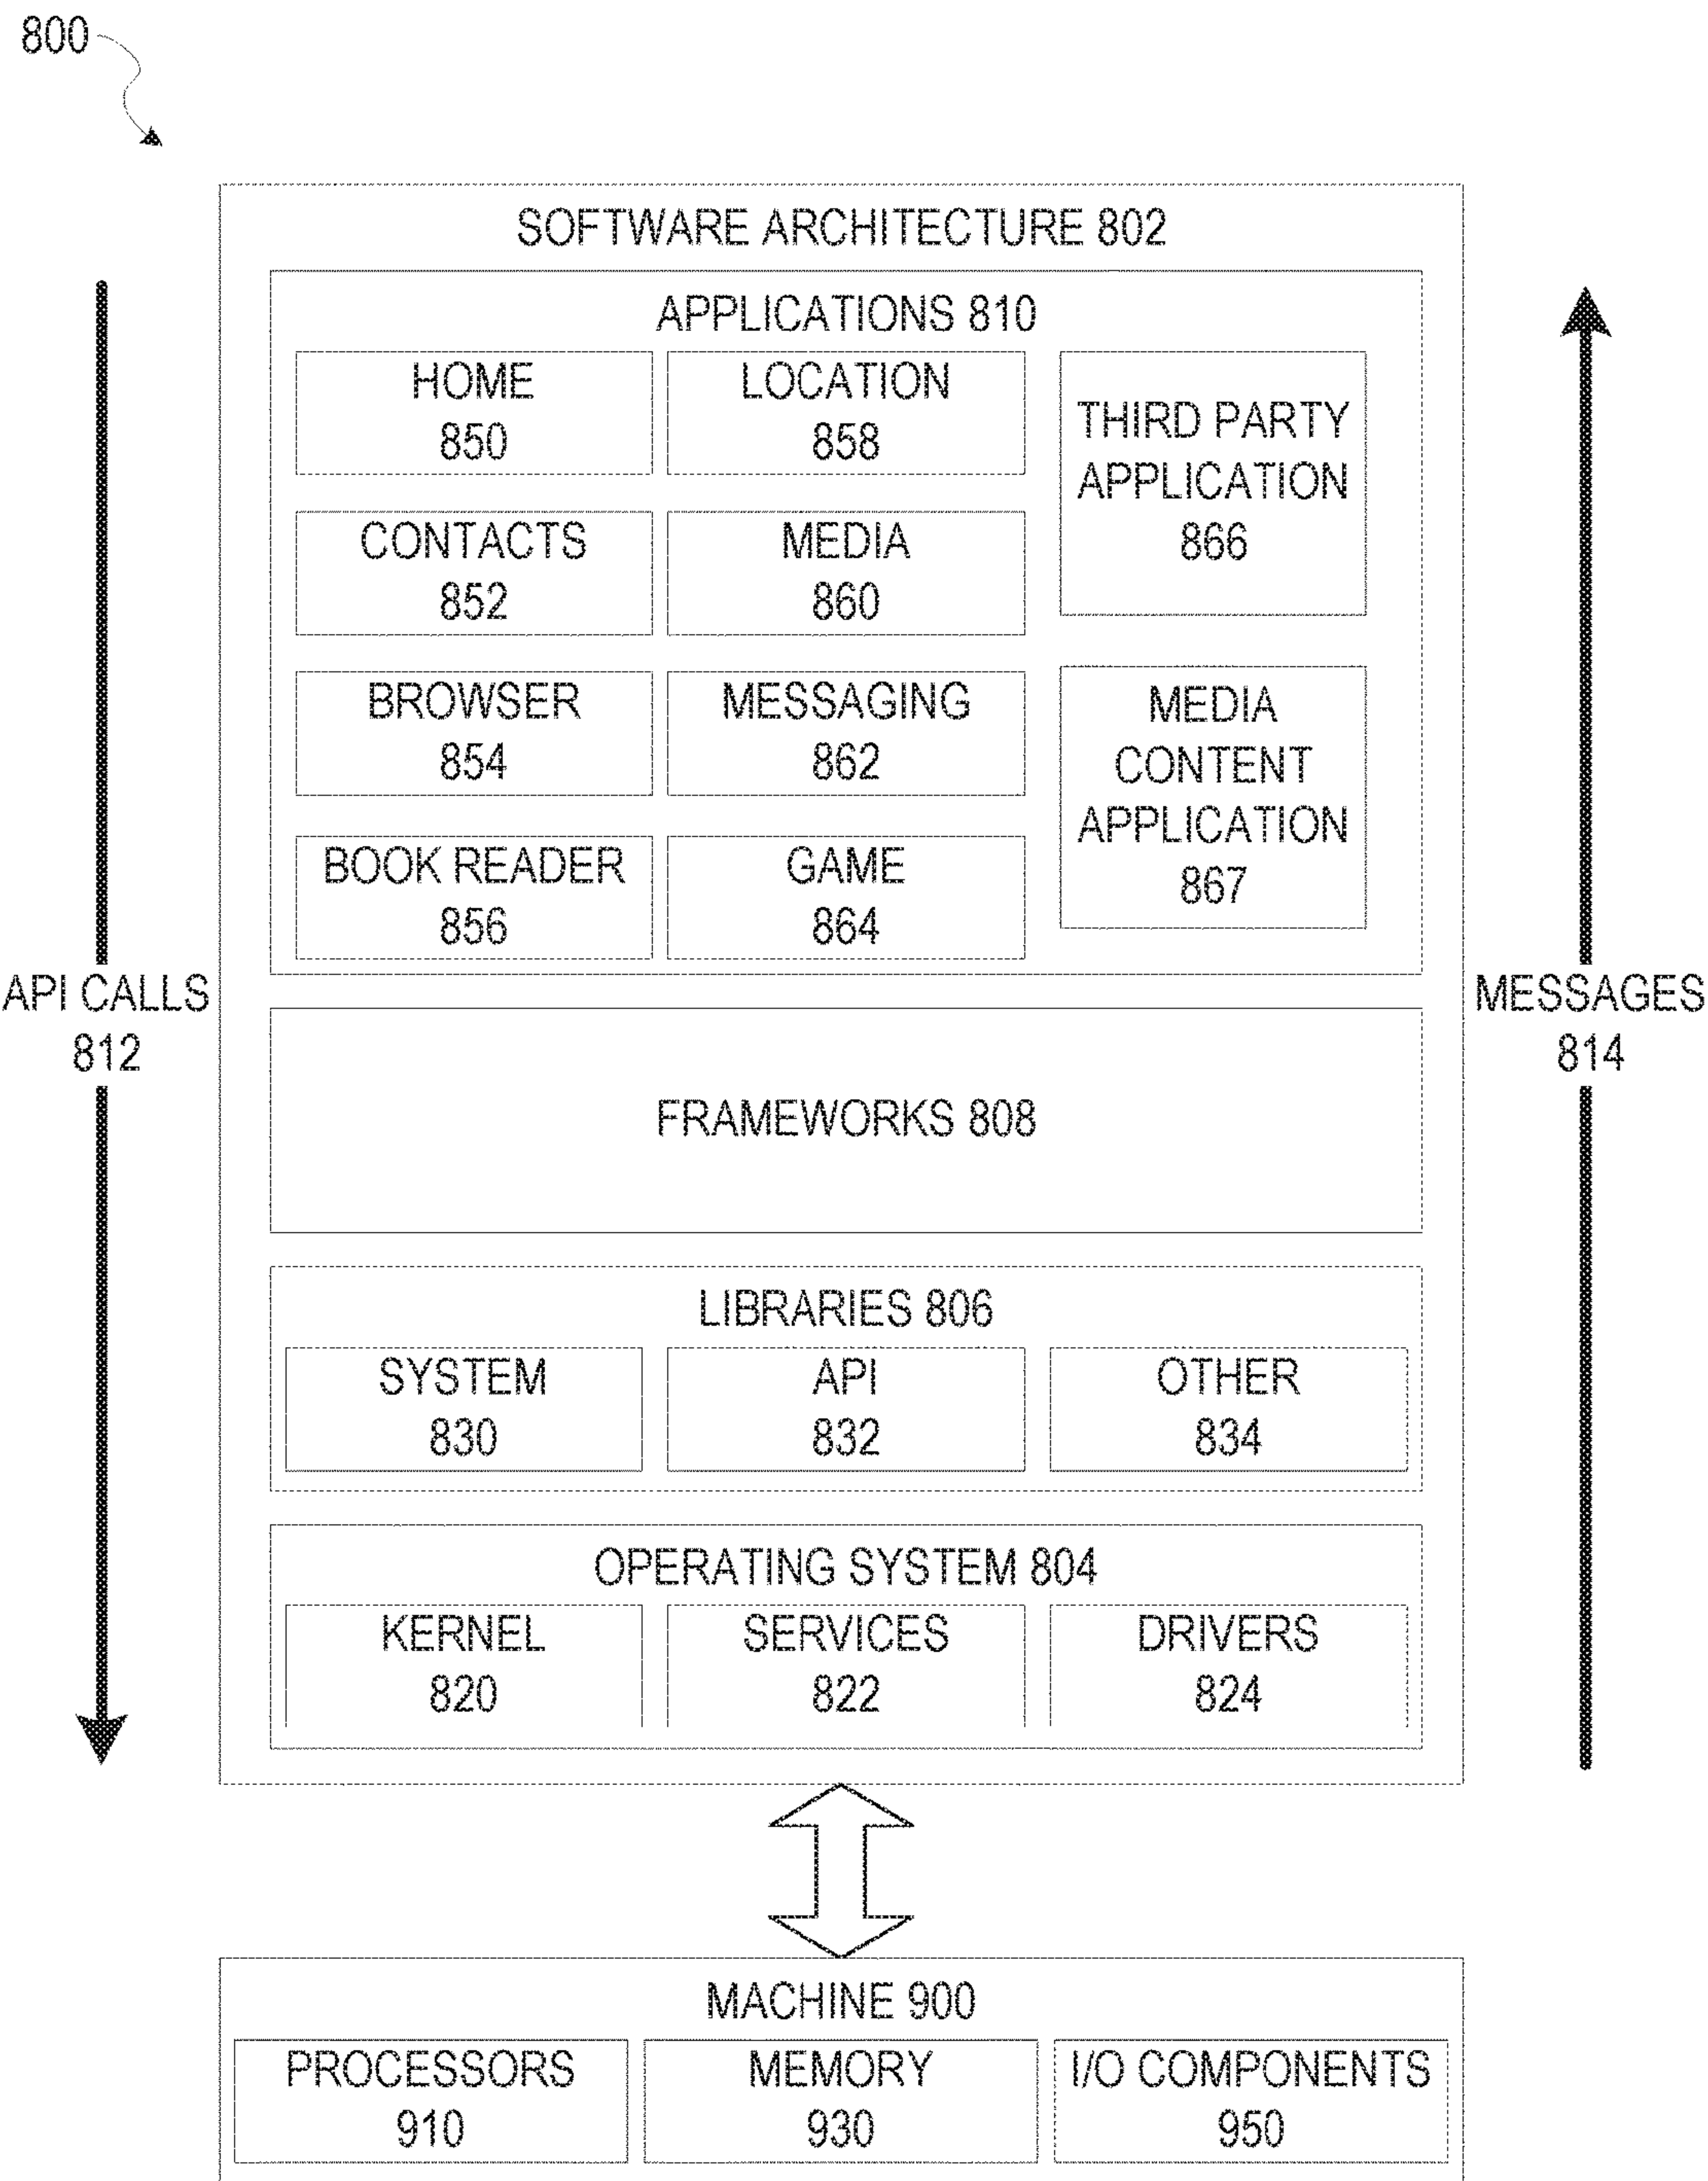 800
SOFTWARE ARCHITECTURE 802
APPLICATIONS 810
HOME
850
LOCATION
858
THIRD PARTY
APPLICATION
866
CONTACTS
852
MEDIA
860
BROWSER
854
MESSAGING
862
MEDIA
CONTENT
APPLICATION
867
BOOK READER
856
GAME
864
API CALLS
812
MESSAGES
814
FRAMEWORKS 808
LIBRARIES 806
SYSTEM
830
API
832
OTHER
834
OPERATING SYSTEM 804
KERNEL
820
SERVICES
822
DRIVERS
824
MACHINE 900
PROCESSORS
910
MEMORY
930
I/O COMPONENTS
950